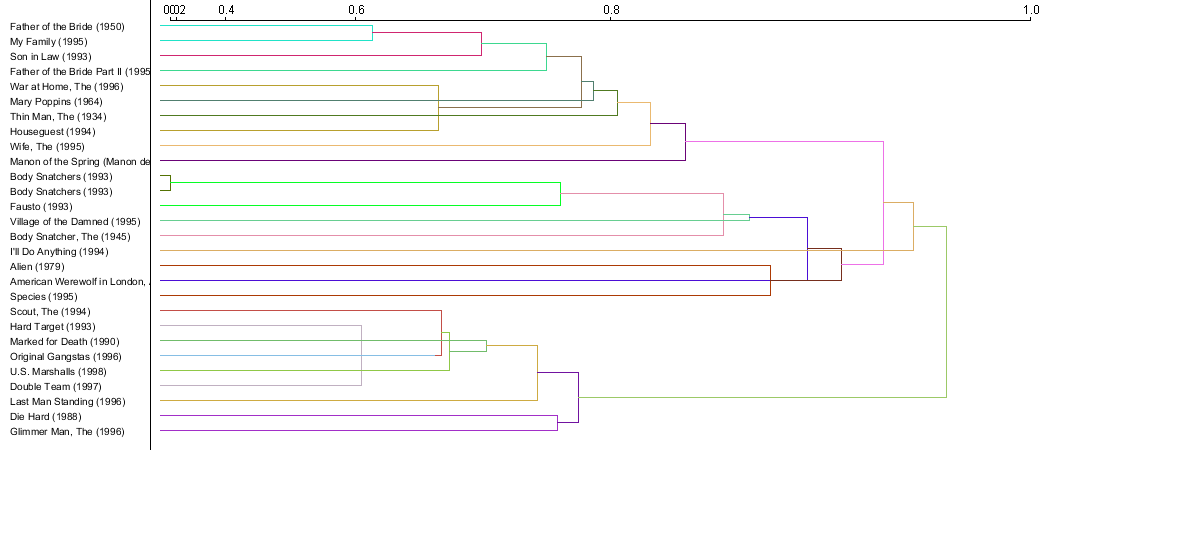 0 0.2 0.4 0.6 0.8 1.0
Father of the Bride (1950)
My Family (1995)
Son in Law (1993)
Father of the Bride Part II (1995
War at Home, The (1996)
Mary Poppins (1964)
Thin Man, The (1934)
Houseguest (1994)
Wife, The (1995)
Manon of the Spring (Manon de
Body Snatchers (1993)
Body Snatchers (1993)
Fausto (1993)
Village of the Damned (1995)
Body Snatcher, The (1945)
I'll Do Anything (1994)
Alien (1979)
American Werewolf in London,
Species (1995)
Scout, The (1994)
Hard Target (1993)
Marked for Death (1990)
Original Gangstas (1996)
U.S. Marshalls (1998)
Double Team (1997)
Last Man Standing (1996)
Die Hard (1988)
Glimmer Man, The (1996)